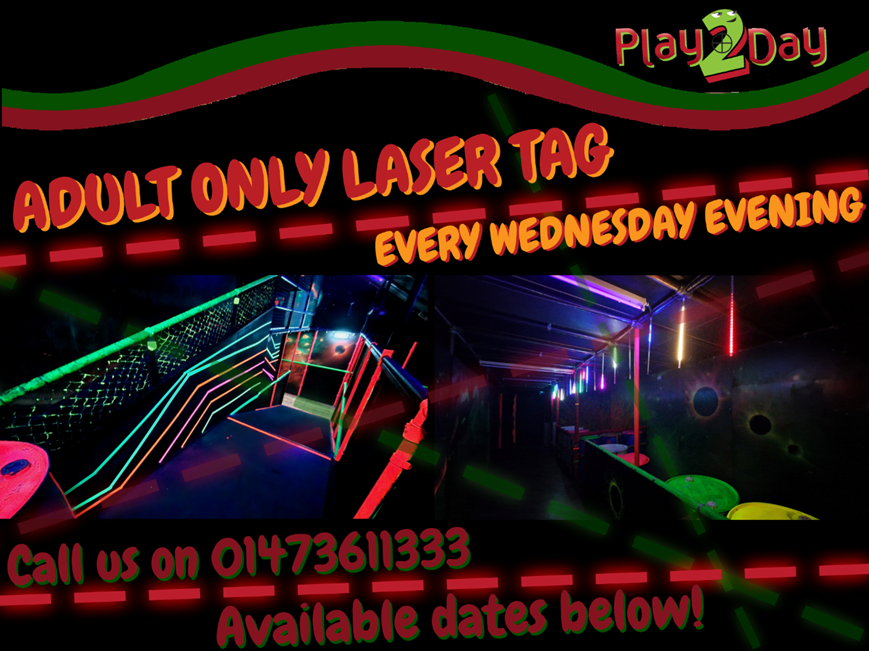 Play2Day
ADULT ONLY LASER TAG
EVERY WEDNESDAY EVENING
Call us on 01473611333
Available dates below!